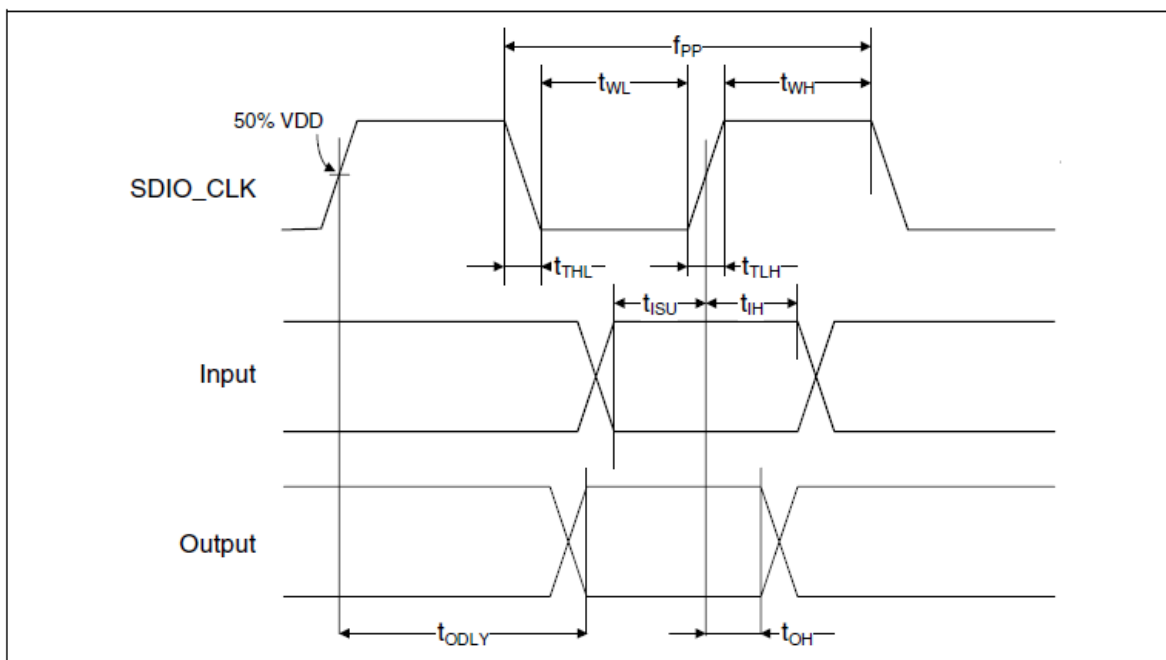 fPP
tWL
tWH
50% VDD
SDIO_CLK
tTHL
tTLH
tISU
tIH
Input
Output
tODLY
tOH